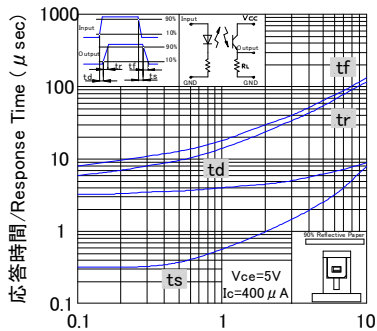 1000
100
10
1
0.1
0.1
1
10
応答時間/Response Time ( μ sec)
Input
90%
10%
Output
90%
10%
tr
tf
td
ts
Input
Vcc
Output
RL
GND
GND
tf
tr
td
ts
90% Reflective Paper
Vce=5V
Ic=400 μ A